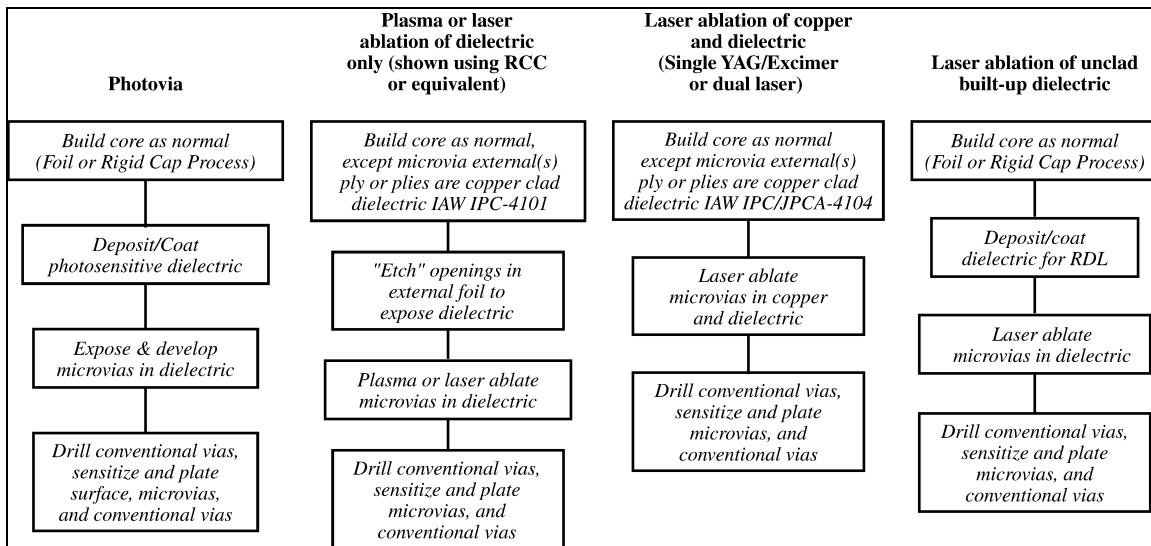 Photovia
Build core as normal
(Foil or Rigid Cap Process)
Deposit/Coat
photosensitive dielectric
Expose & develop
microvias in dielectric
Drill conventional vias,
sensitize and plate
surface, microvias,
and conventional vias
Plasma or laser
ablation of dielectric
only (shown using RCC
or equivalent)
Build core as normal,
except microvia external(s)
ply or plies are copper clad
dielectric IAW IPC-4101
"Etch" openings in
external foil to
expose dielectric
Plasma or laser ablate
microvias in dielectric
Drill conventional vias,
sensitize and plate
microvias, and
conventional vias
Laser ablation of copper
and dielectric
(Single YAG/Excimer
or dual laser)
Build core as normal
except microvia external(s)
ply or plies are copper clad
dielectric IAW IPC/JPCA-4104
Laser ablate
microvias in copper
and dielectric
Drill conventional vias,
sensitize and plate
microvias, and
conventional vias
Laser ablation of unclad
built-up dielectric
Build core as normal
(Foil or Rigid Cap Process)
Deposit/coat
dielectric for RDL
Laser ablate
microvias in dielectric
Drill conventional vias,
sensitize and plate
microvias, and
conventional vias